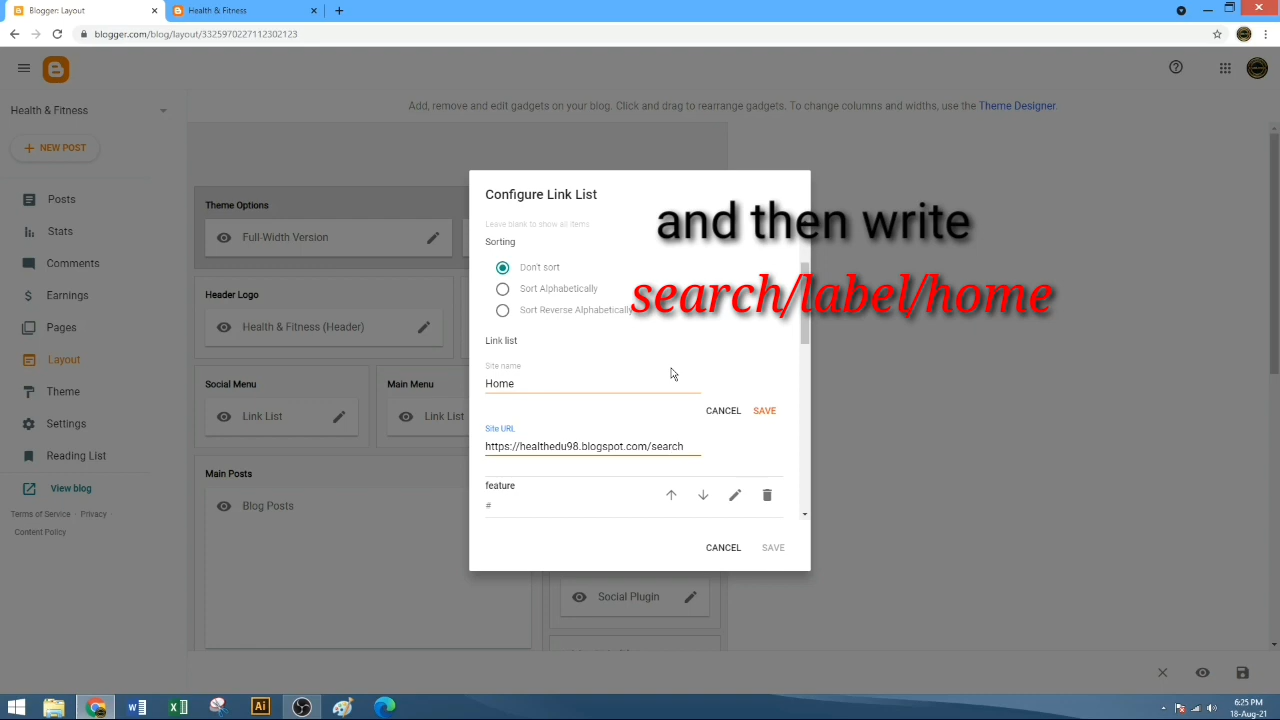 Blogger: Layout
Health & Fitness
blogger.com/blog/layout/3325970227112302123
Health & Fitness
Add, remove and edit gadgets on your blog. Click and drag to rearrange gadgets. To change columns and widths, use the Theme Designer.
NEW POST
Posts
Stats
Comments
Earnings
Pages
Layout
Theme
Settings
Reading List
View blog
Terms of Service · Privacy ·
Content Policy
Theme Options
Full-Width Version
Header Logo
Health & Fitness (Header)
Social Menu
Link List
Main Menu
Link List
Main Posts
Blog Posts
Social Plugin
Configure Link List
Leave blank to show all items
Sorting
Don't sort
Sort Alphabetically
Sort Reverse Alphabetically
Link list
Site name
Home
CANCEL SAVE
Site URL
https://healthedu98.blogspot.com/search
feature
#
CANCEL SAVE
and then write
search/label/home
6:25 PM
18-Aug-21